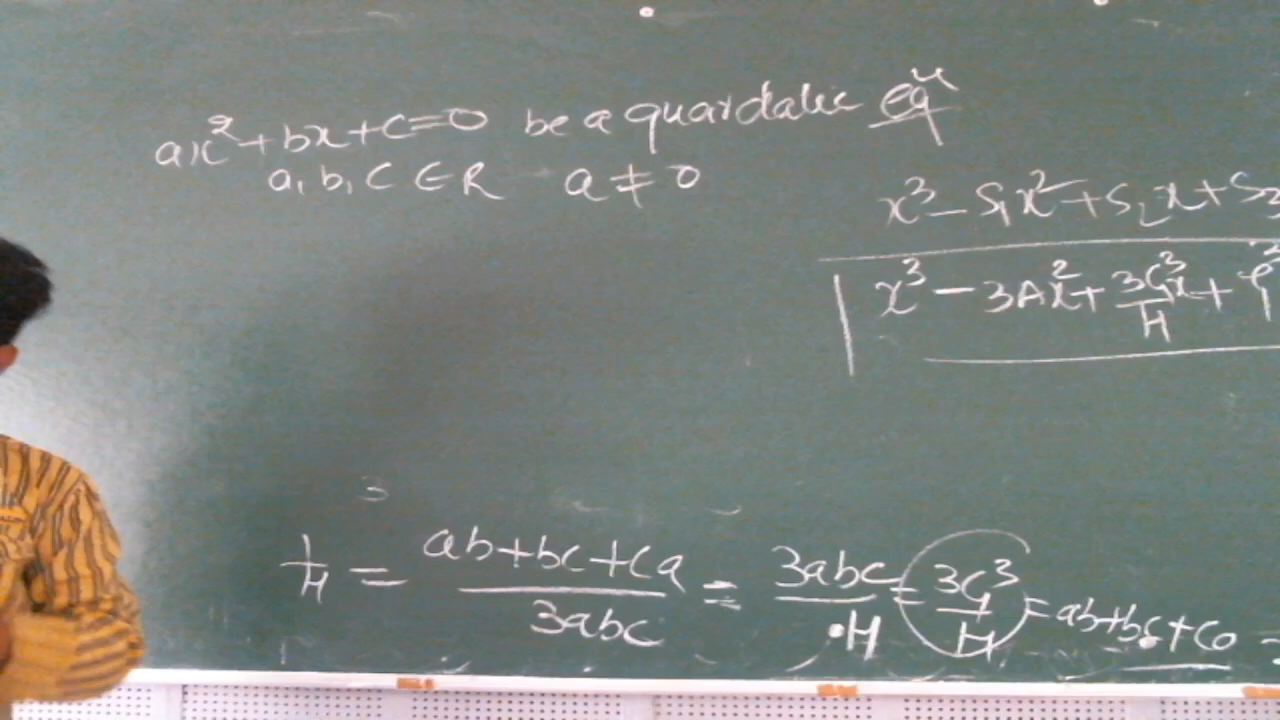 ax²+bx+c=0 be a quardatic eqⁿ
a, b, c ∈ R a ≠ 0
x³ - S₁x² + S₂x + S₃
x³ - 3Ax² + 3G³/H x + G³
1/H = ab+bc+ca/3abc = 3abc/H = 3G³/H = ab+bc+ca =